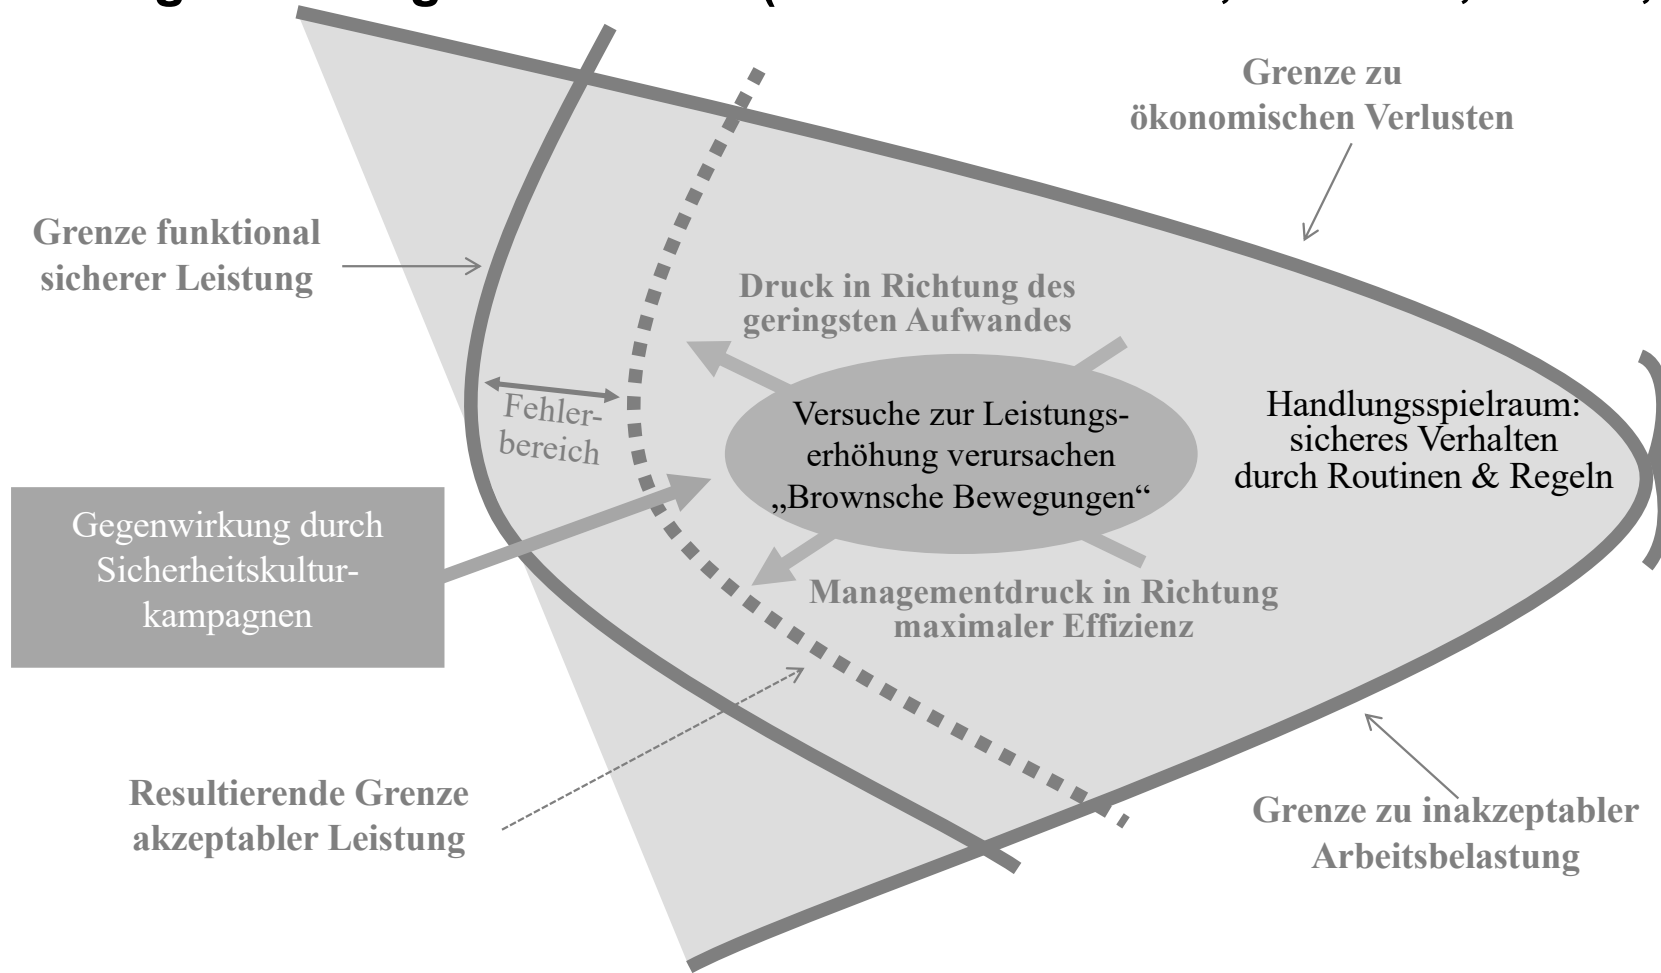 Grenze zu
ökonomischen Verlusten
Grenze funktional
sicherer Leistung
Druck in Richtung des
geringsten Aufwandes
Fehler-
bereich
Versuche zur Leistungs-
erhöhung verursachen
„Brownsche Bewegungen“
Handlungsspielraum:
sicheres Verhalten
durch Routinen & Regeln
Gegenwirkung durch
Sicherheitskultur-
kampagnen
Managementdruck in Richtung
maximaler Effizienz
Resultierende Grenze
akzeptabler Leistung
Grenze zu inakzeptabler
Arbeitsbelastung